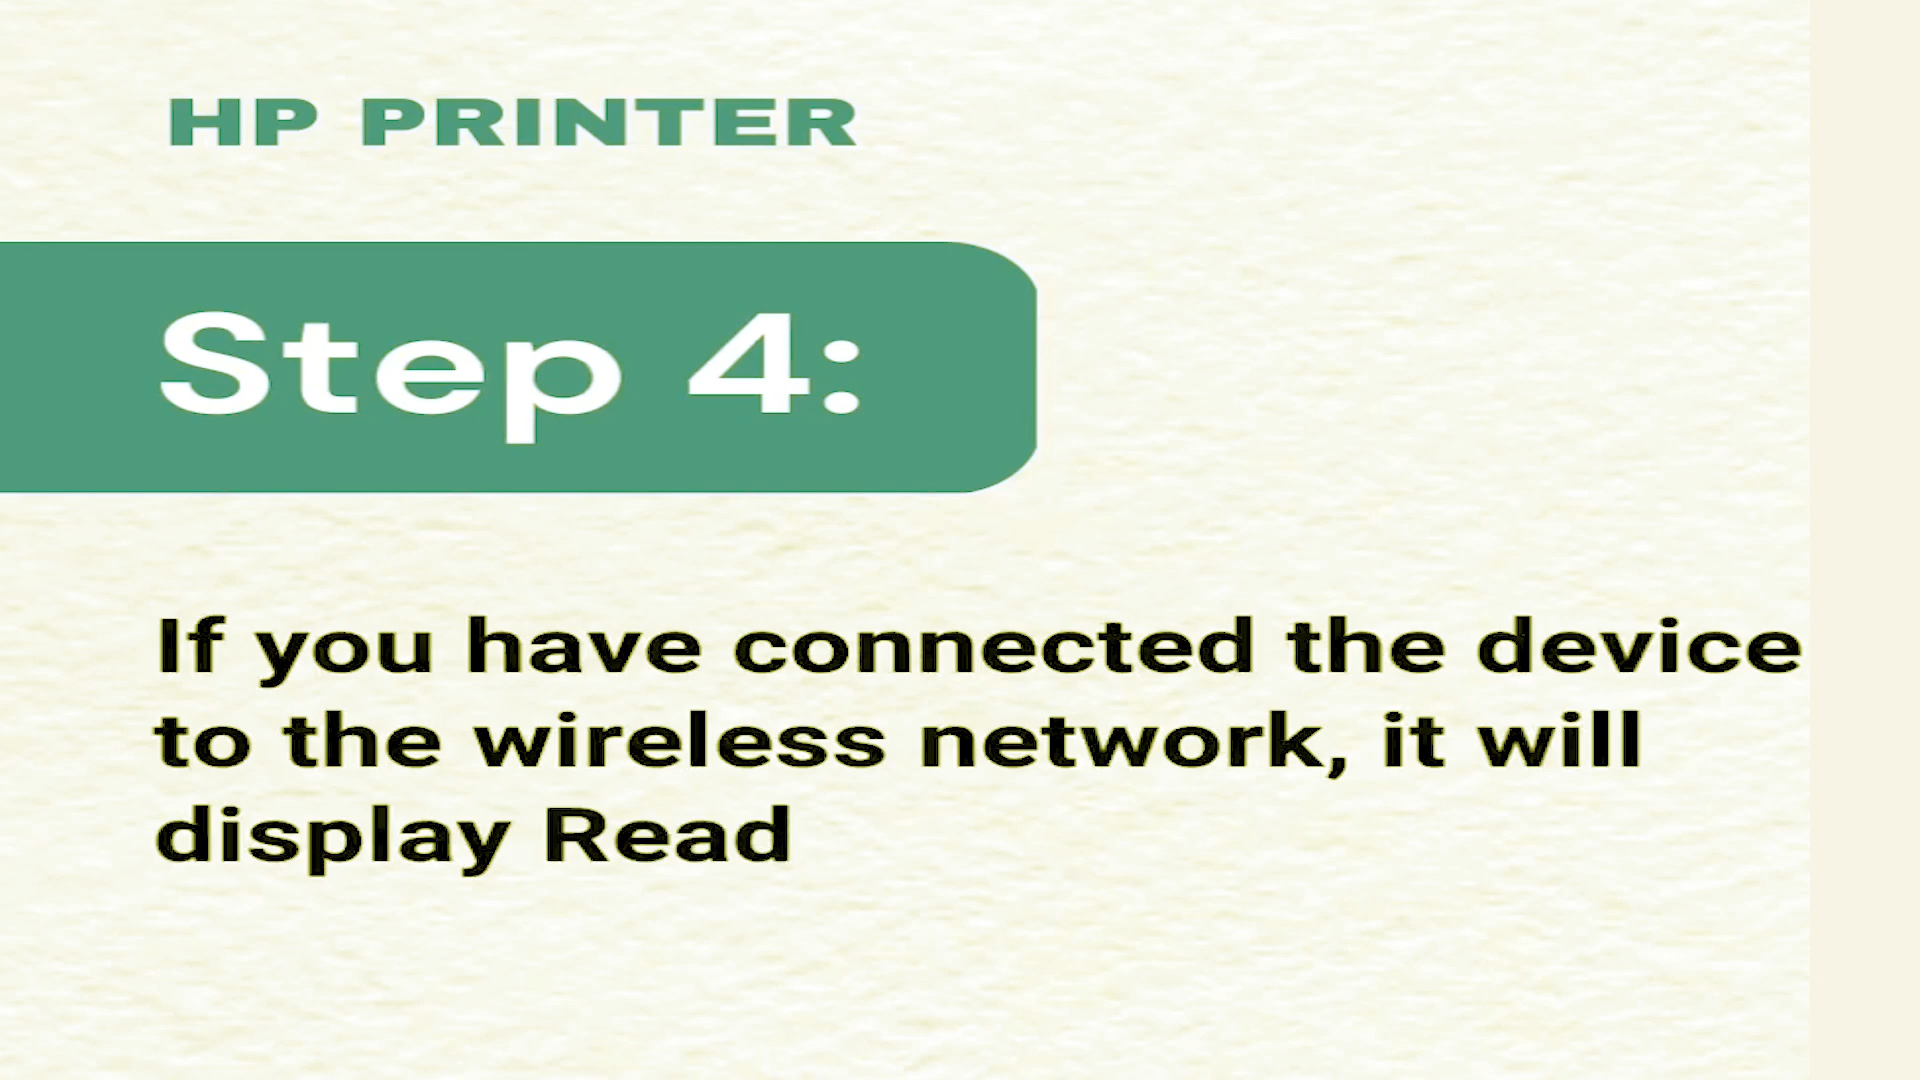 HP PRINTER
Step 4:
If you have connected the device
to the wireless network, it will
display Read